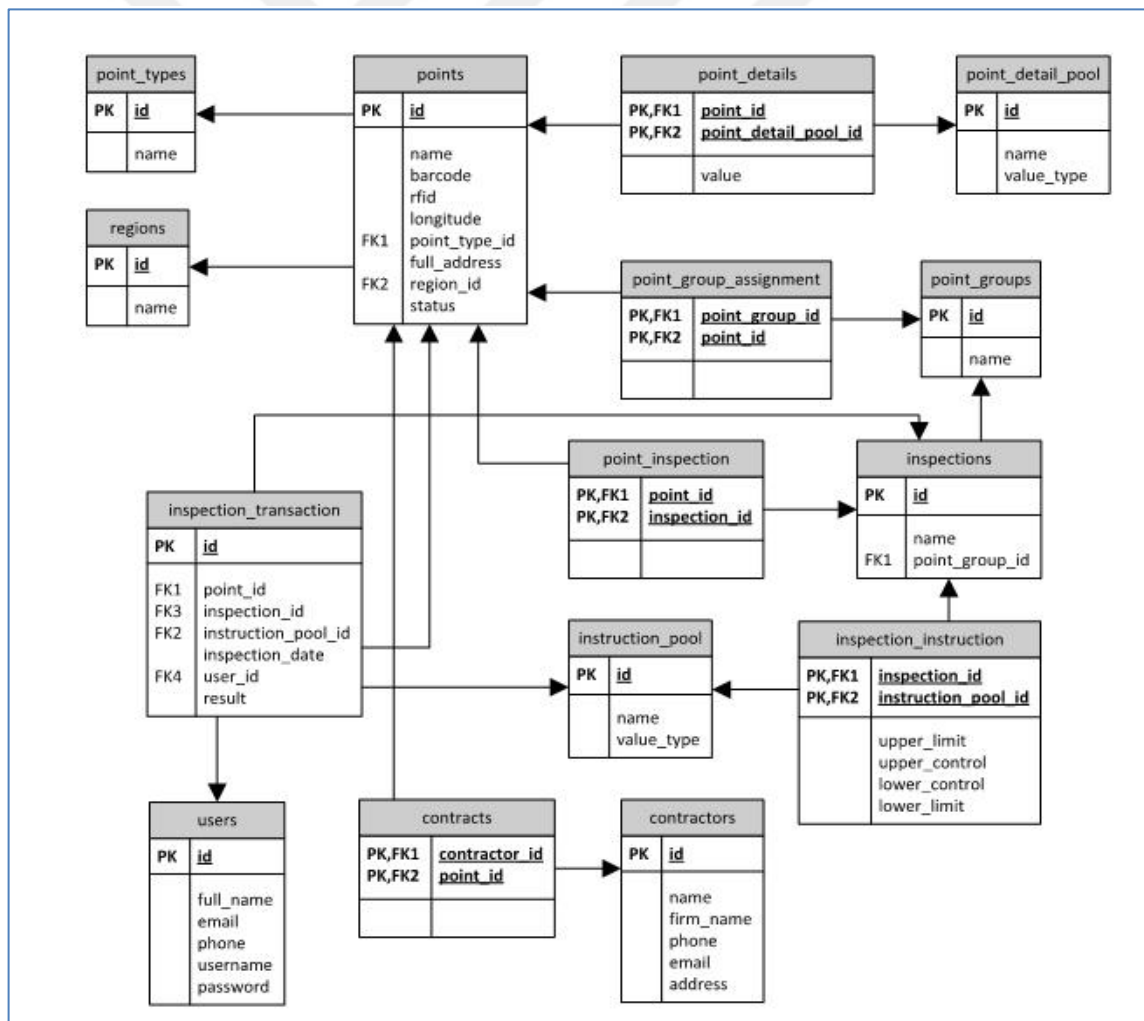 point_types
PK id
name
points
PK id
name
barcode
rfid
longitude
FK1 point_type_id
full_address
FK2 region_id
status
point_details
PK,FK1 point_id
PK,FK2 point_detail_pool_id
value
point_detail_pool
PK id
name
value_type
regions
PK id
name
point_group_assignment
PK,FK1 point_group_id
PK,FK2 point_id
point_groups
PK id
name
point_inspection
PK,FK1 point_id
PK,FK2 inspection_id
inspections
PK id
name
FK1 point_group_id
inspection_transaction
PK id
FK1 point_id
FK3 inspection_id
FK2 instruction_pool_id
inspection_date
FK4 user_id
result
instruction_pool
PK id
name
value_type
inspection_instruction
PK,FK1 inspection_id
PK,FK2 instruction_pool_id
upper_limit
upper_control
lower_control
lower_limit
users
PK id
full_name
email
phone
username
password
contracts
PK,FK1 contractor_id
PK,FK2 point_id
contractors
PK id
name
firm_name
phone
email
address